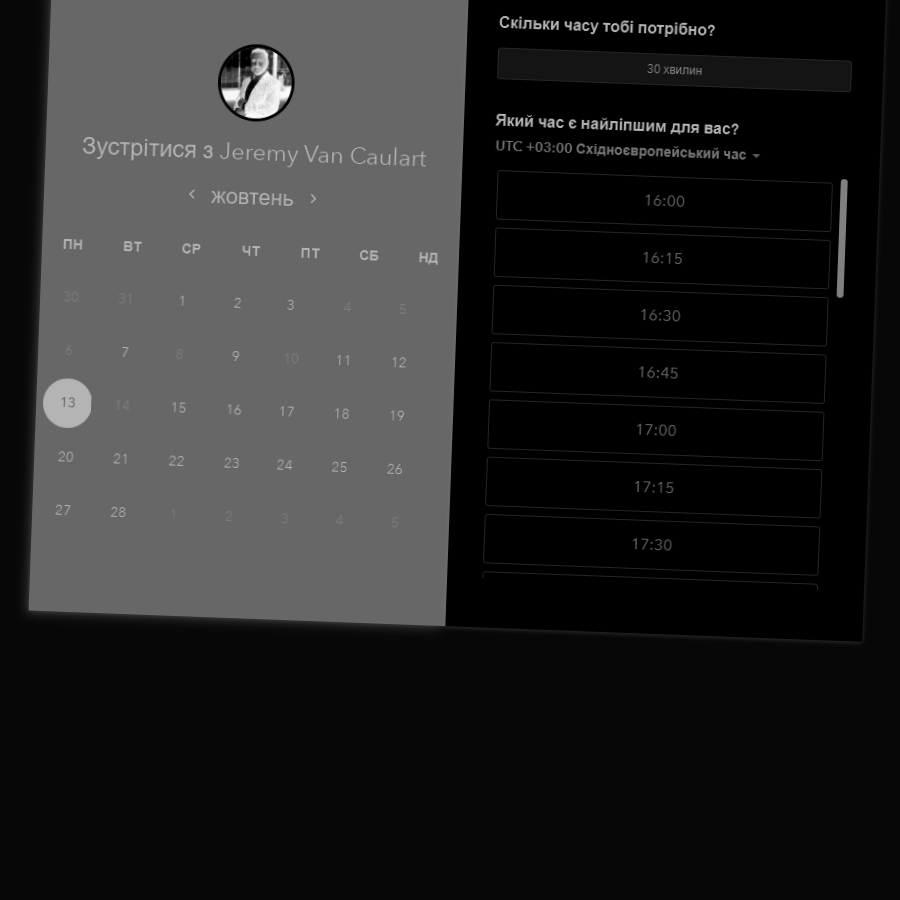 Зустрітися з Jeremy Van Caulart
жовтень
ПН ВТ СР ЧТ ПТ СБ НД
30 31 1 2 3 4 5
6 7 8 9 10 11 12
13 14 15 16 17 18 19
20 21 22 23 24 25 26
27 28 1 2 3 4 5
Скільки часу тобі потрібно?
30 хвилин
Який час є найліпшим для вас?
UTC +03:00 Східноєвропейський час
16:00
16:15
16:30
16:45
17:00
17:15
17:30